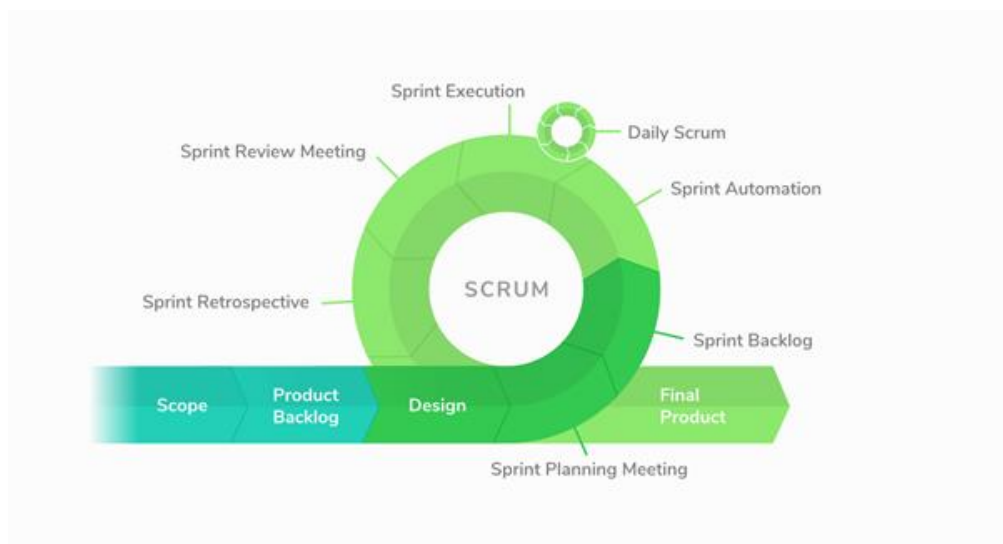 Sprint Execution
Daily Scrum
Sprint Review Meeting
Sprint Automation
SCRUM
Sprint Retrospective
Sprint Backlog
Scope
Product
Backlog
Design
Final
Product
Sprint Planning Meeting